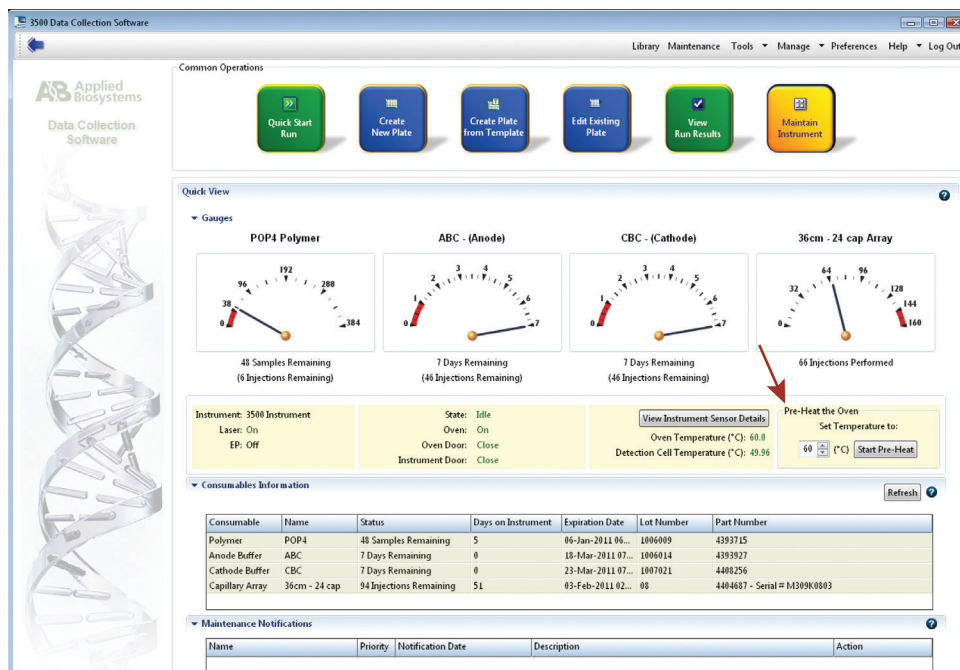 3500 Data Collection Software
Library Maintenance Tools Manage Preferences Help Log Out
AB Applied
Biosystems
Data Collection
Software
Common Operations
Quick Start
Run
Create
New Plate
Create Plate
from Template
Edit Existing
Plate
View
Run Results
Maintain
Instrument
Quick View
Gauges
POP4 Polymer
0 38 96 192 288 384
48 Samples Remaining
(6 Injections Remaining)
ABC - (Anode)
0 1 2 3 4 5 6 7
7 Days Remaining
(46 Injections Remaining)
CBC - (Cathode)
0 1 2 3 4 5 6 7
7 Days Remaining
(46 Injections Remaining)
36cm - 24 cap Array
0 32 64 96 128 144 160
66 Injections Performed
Instrument: 3500 Instrument
Laser: On
EP: Off
State: Idle
Oven: On
Oven Door: Close
Instrument Door: Close
View Instrument Sensor Details
Oven Temperature (°C): 60.0
Detection Cell Temperature (°C): 49.96
Pre-Heat the Oven
Set Temperature to:
60 (°C) Start Pre-Heat
Consumables Information
Refresh
Consumable Name Status Days on Instrument Expiration Date Lot Number Part Number
Polymer POP4 48 Samples Remaining 5 06-Jan-2011 06... 1006009 4393715
Anode Buffer ABC 7 Days Remaining 0 18-Mar-2011 07... 1006014 4393927
Cathode Buffer CBC 7 Days Remaining 0 23-Mar-2011 07... 1007021 4408256
Capillary Array 36cm - 24 cap 94 Injections Remaining 51 03-Feb-2011 02... 08 4404687 - Serial # M309K0803
Maintenance Notifications
Name Priority Notification Date Description Action